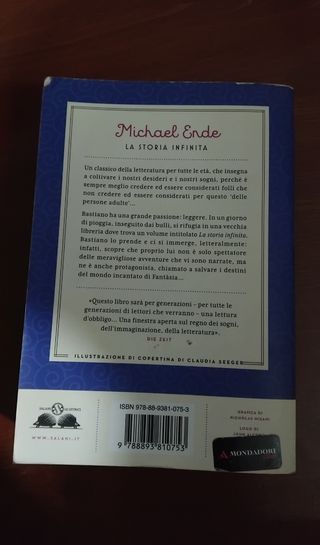 Michael Ende
LA STORIA INFINITA
Un classico della letteratura per tutte le età, che insegna
a coltivare i nostri desideri e i nostri sogni, perché è
sempre meglio credere ed essere considerati folli che
non credere ed essere considerati per questo 'delle
persone adulte'...
Bastiano ha una grande passione: leggere. In un giorno
di pioggia, inseguito dai bulli, si rifugia in una vecchia
libreria dove trova un volume intitolato La storia infinita.
Bastiano lo prende e ci si immerge, letteralmente:
infatti, scopre che proprio lui non è solo spettatore
delle meravigliose avventure che vi sono narrate, ma
ne è anche protagonista, chiamato a salvare i destini
del mondo incantato di Fantàsia...
«Questo libro sarà per generazioni - per tutte le
generazioni di lettori che verranno - una lettura
d'obbligo... Una finestra aperta sul regno dei sogni,
dell'immaginazione, della letteratura».
DIE ZEIT
ILLUSTRAZIONE DI COPERTINA DI CLAUDIA SEEGER
WWW.SALANI.IT
ISBN 978-88-9381-075-3
9 788893 810753
GRAFICA DI
LOGO DI
MONDADORI